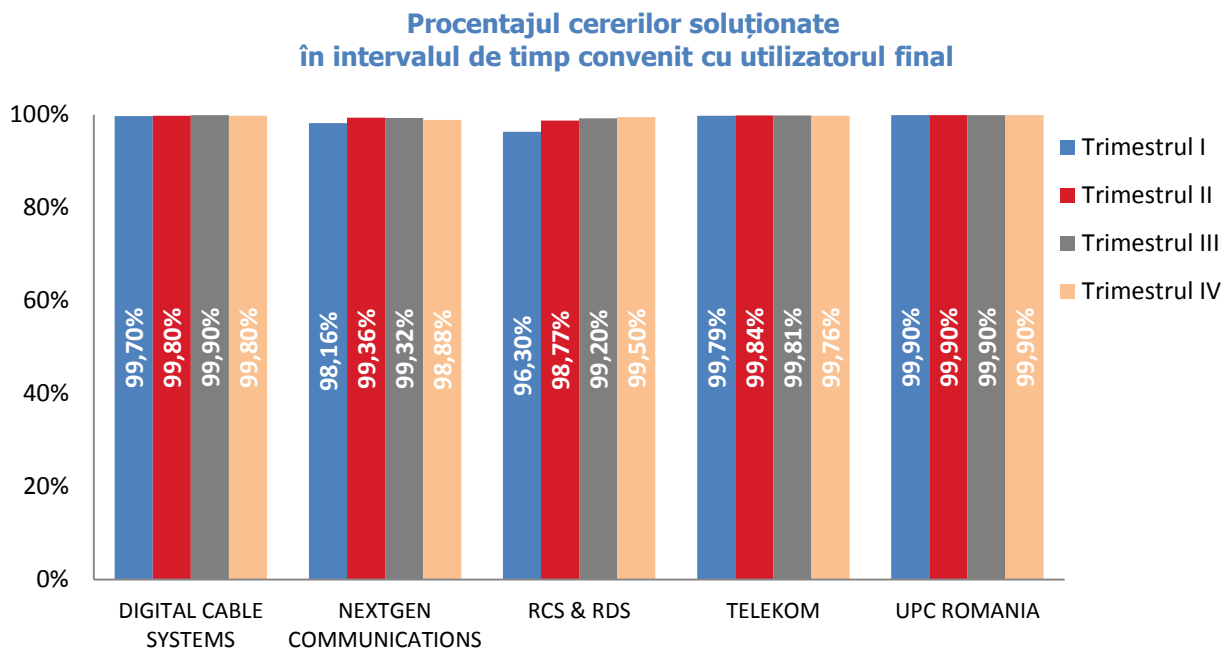 Procentajul cererilor soluționate
în intervalul de timp convenit cu utilizatorul final
100%
80%
60%
40%
20%
0%
99,70%
99,80%
99,90%
99,80%
98,16%
99,36%
99,32%
98,88%
96,30%
98,77%
99,20%
99,50%
99,79%
99,84%
99,81%
99,76%
99,90%
99,90%
99,90%
99,90%
DIGITAL CABLE
SYSTEMS
NEXTGEN
COMMUNICATIONS
RCS & RDS
TELEKOM
UPC ROMANIA
Trimestrul I
Trimestrul II
Trimestrul III
Trimestrul IV